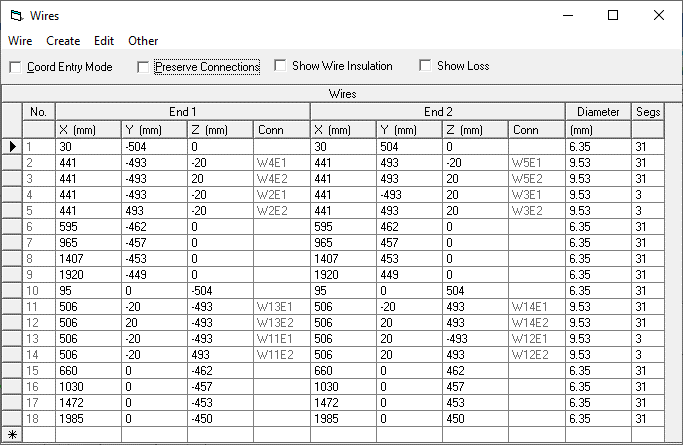 Wires
Wire Create Edit Other
Coord Entry Mode Preserve Connections Show Wire Insulation Show Loss
Wires
No. End 1 End 2 Diameter Segs
X (mm) Y (mm) Z (mm) Conn X (mm) Y (mm) Z (mm) Conn (mm)
1 30 -504 0 30 504 0 6.35 31
2 441 -493 -20 W4E1 441 493 -20 W5E1 9.53 31
3 441 -493 20 W4E2 441 493 20 W5E2 9.53 31
4 441 -493 -20 W2E1 441 -493 20 W3E1 9.53 3
5 441 493 -20 W2E2 441 493 20 W3E2 9.53 3
6 595 -462 0 595 462 0 6.35 31
7 965 -457 0 965 457 0 6.35 31
8 1407 -453 0 1407 453 0 6.35 31
9 1920 -449 0 1920 449 0 6.35 31
10 95 0 -504 95 0 504 6.35 31
11 506 -20 -493 W13E1 506 -20 493 W14E1 9.53 31
12 506 20 -493 W13E2 506 20 493 W14E2 9.53 31
13 506 -20 -493 W11E1 506 20 -493 W12E1 9.53 3
14 506 -20 493 W11E2 506 20 493 W12E2 9.53 3
15 660 0 -462 660 0 462 6.35 31
16 1030 0 -457 1030 0 457 6.35 31
17 1472 0 -453 1472 0 453 6.35 31
18 1985 0 -450 1985 0 450 6.35 31